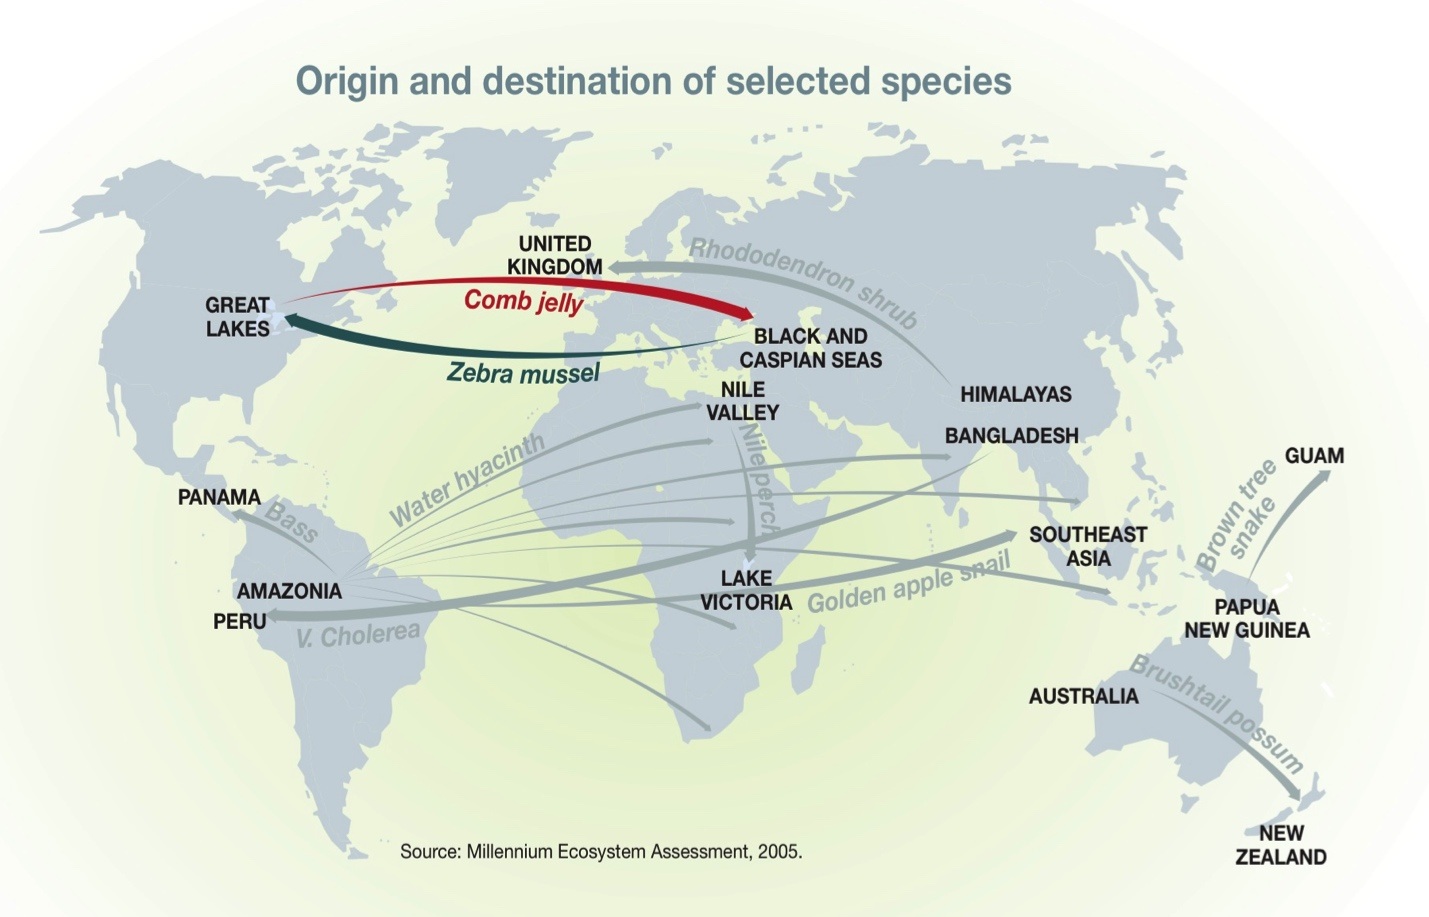 Origin and destination of selected species
UNITED
KINGDOM
Rhododendron shrub
GREAT
LAKES
Comb jelly
BLACK AND
CASPIAN SEAS
Zebra mussel
NILE
VALLEY
HIMALAYAS
BANGLADESH
GUAM
Water hyacinth
Nile perch
Brown tree
snake
PANAMA
Bass
SOUTHEAST
ASIA
AMAZONIA
LAKE
VICTORIA
Golden apple snail
PERU
V. Cholerea
PAPUA
NEW GUINEA
AUSTRALIA
Brushtail possum
NEW
ZEALAND
Source: Millennium Ecosystem Assessment, 2005.